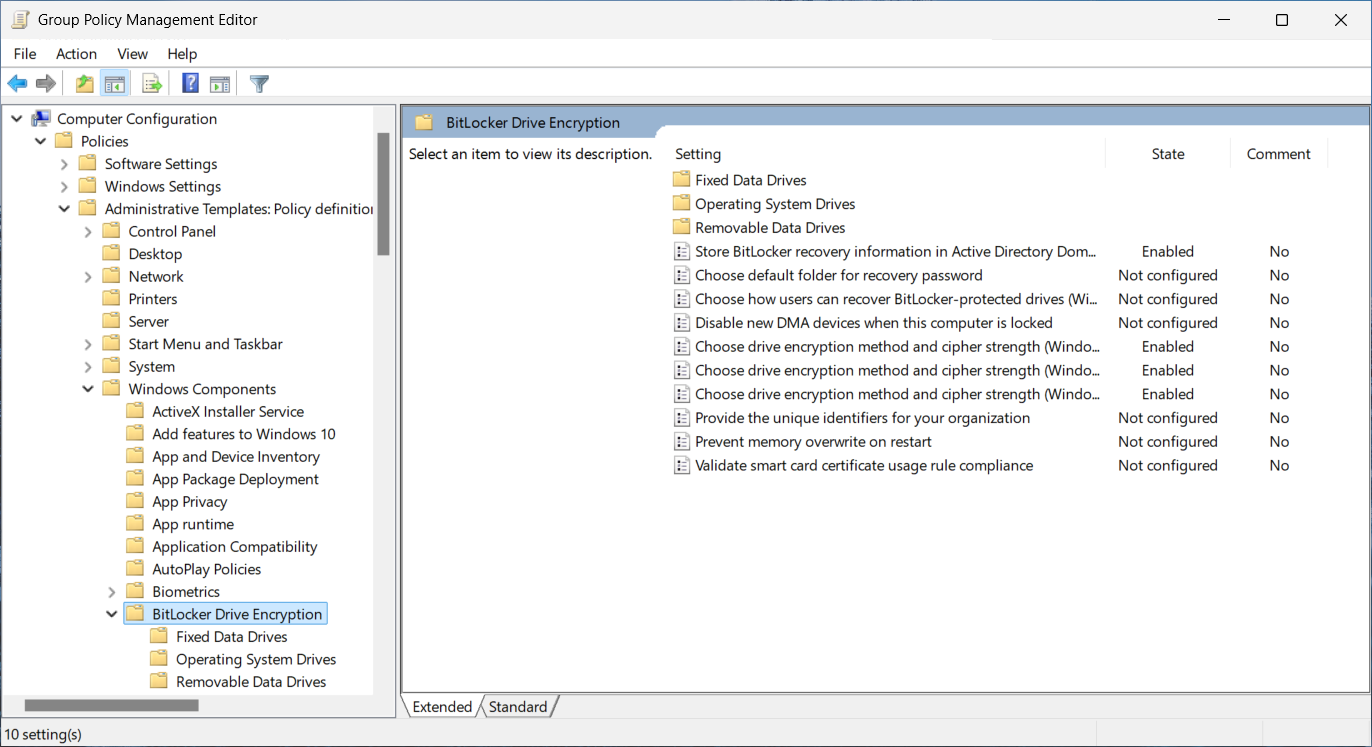 Group Policy Management Editor
File Action View Help
Computer Configuration
Policies
Software Settings
Windows Settings
Administrative Templates: Policy definition
Control Panel
Desktop
Network
Printers
Server
Start Menu and Taskbar
System
Windows Components
ActiveX Installer Service
Add features to Windows 10
App and Device Inventory
App Package Deployment
App Privacy
App runtime
Application Compatibility
AutoPlay Policies
Biometrics
BitLocker Drive Encryption
Fixed Data Drives
Operating System Drives
Removable Data Drives
BitLocker Drive Encryption
Select an item to view its description.
Setting State Comment
Fixed Data Drives
Operating System Drives
Removable Data Drives
Store BitLocker recovery information in Active Directory Dom... Enabled No
Choose default folder for recovery password Not configured No
Choose how users can recover BitLocker-protected drives (Wi... Not configured No
Disable new DMA devices when this computer is locked Not configured No
Choose drive encryption method and cipher strength (Windo... Enabled No
Choose drive encryption method and cipher strength (Windo... Enabled No
Choose drive encryption method and cipher strength (Windo... Enabled No
Provide the unique identifiers for your organization Not configured No
Prevent memory overwrite on restart Not configured No
Validate smart card certificate usage rule compliance Not configured No
Extended Standard
10 setting(s)